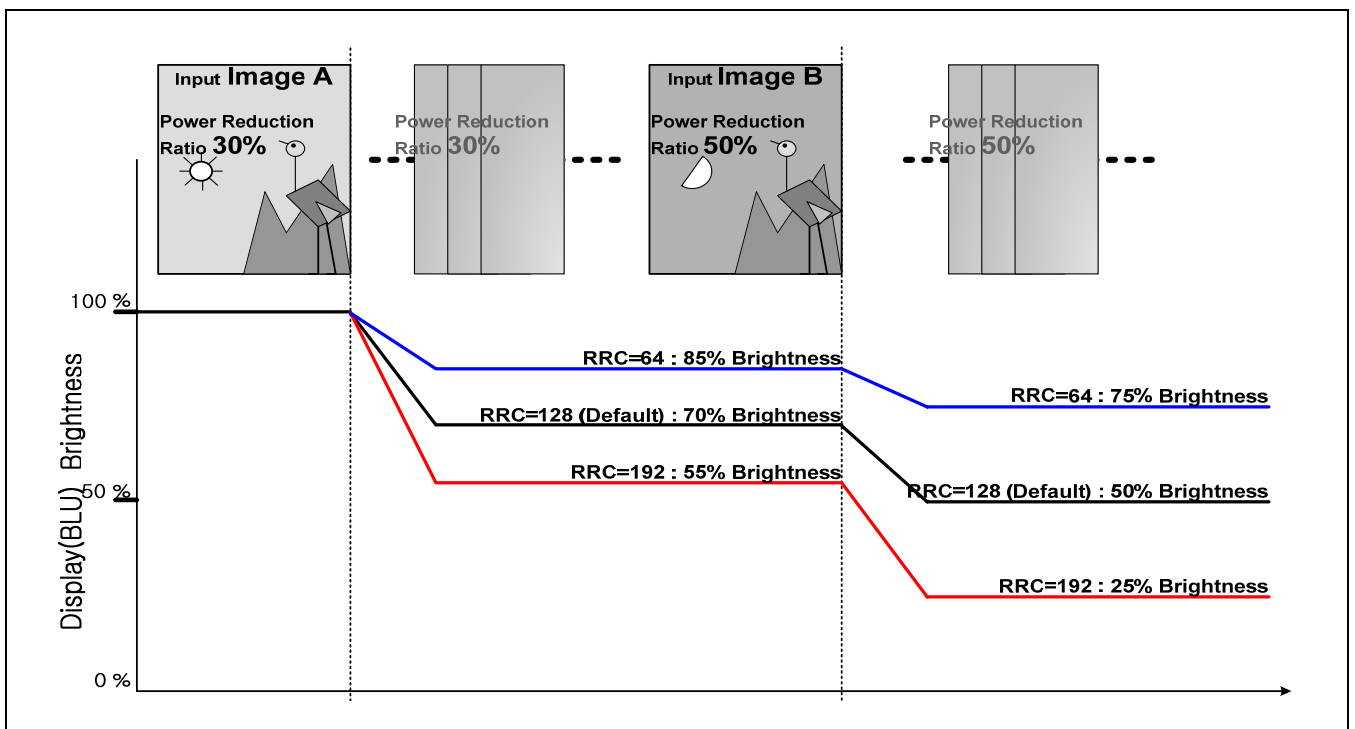 Input Image A
Power Reduction
Ratio 30%
Power Reduction
Ratio 30%
Input Image B
Power Reduction
Ratio 50%
Power Reduction
Ratio 50%
100 %
50 %
0 %
Display(BLU) Brightness
RRC=64 : 85% Brightness
RRC=128 (Default) : 70% Brightness
RRC=192 : 55% Brightness
RRC=64 : 75% Brightness
RRC=128 (Default) : 50% Brightness
RRC=192 : 25% Brightness